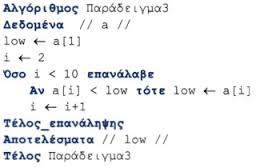 Αλγόριθμος Παράδειγμα3
Δεδομένα // a //
low ← a[1]
i ← 2
Όσο i < 10 επανάλαβε
Αν a[i] < low τότε low ← a[i]
i ← i+1
Τέλος_επανάληψης
Αποτελέσματα // low //
Τέλος Παράδειγμα3